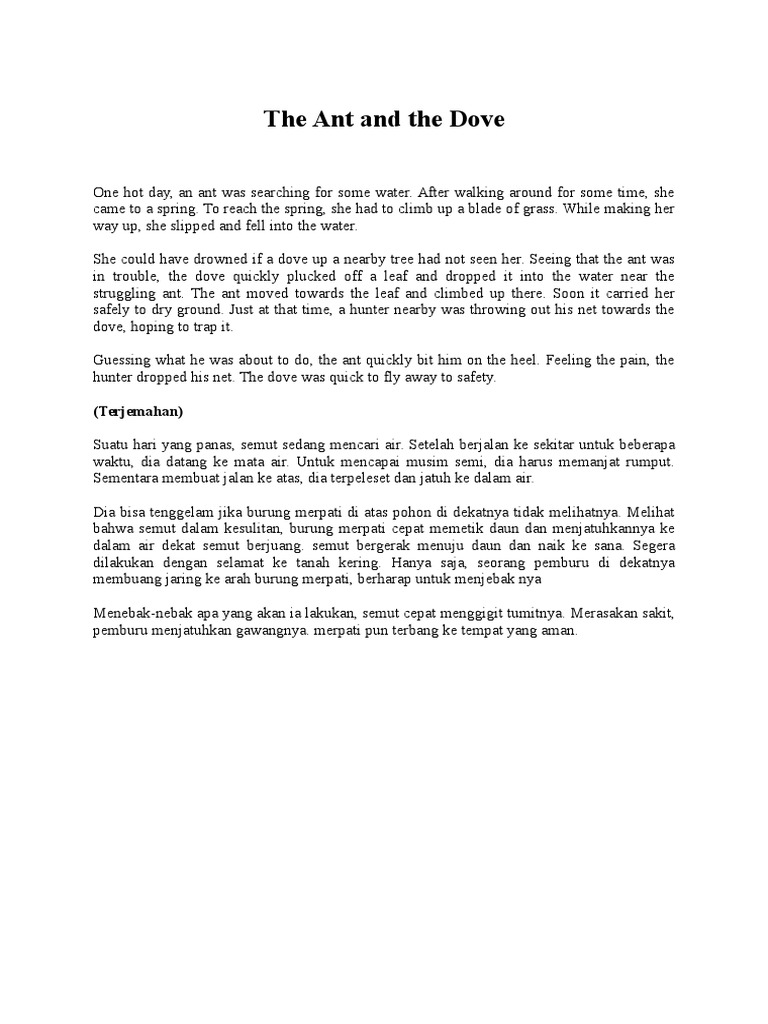 The Ant and the Dove
One hot day, an ant was searching for some water. After walking around for some time, she
came to a spring. To reach the spring, she had to climb up a blade of grass. While making her
way up, she slipped and fell into the water.
She could have drowned if a dove up a nearby tree had not seen her. Seeing that the ant was
in trouble, the dove quickly plucked off a leaf and dropped it into the water near the
struggling ant. The ant moved towards the leaf and climbed up there. Soon it carried her
safely to dry ground. Just at that time, a hunter nearby was throwing out his net towards the
dove, hoping to trap it.
Guessing what he was about to do, the ant quickly bit him on the heel. Feeling the pain, the
hunter dropped his net. The dove was quick to fly away to safety.
(Terjemahan)
Suatu hari yang panas, semut sedang mencari air. Setelah berjalan ke sekitar untuk beberapa
waktu, dia datang ke mata air. Untuk mencapai musim semi, dia harus memanjat rumput.
Sementara membuat jalan ke atas, dia terpeleset dan jatuh ke dalam air.
Dia bisa tenggelam jika burung merpati di atas pohon di dekatnya tidak melihatnya. Melihat
bahwa semut dalam kesulitan, burung merpati cepat memetik daun dan menjatuhkannya ke
dalam air dekat semut berjuang. semut bergerak menuju daun dan naik ke sana. Segera
dilakukan dengan selamat ke tanah kering. Hanya saja, seorang pemburu di dekatnya
membuang jaring ke arah burung merpati, berharap untuk menjebak nya
Menebak-nebak apa yang akan ia lakukan, semut cepat menggigit tumitnya. Merasakan sakit,
pemburu menjatuhkan gawangnya. merpati pun terbang ke tempat yang aman.